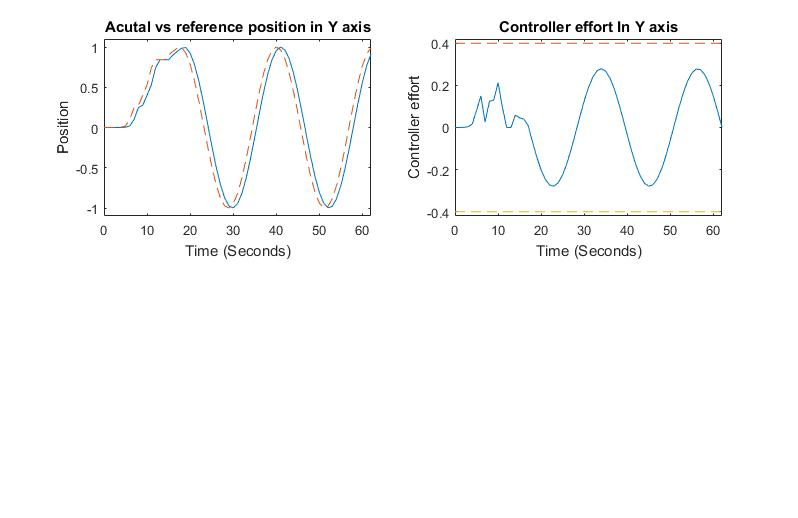 Acutal vs reference position in Y axis
1
0.5
0
-0.5
-1
Position
0 10 20 30 40 50 60
Time (Seconds)
Controller effort In Y axis
0.4
0.2
0
-0.2
-0.4
Controller effort
0 10 20 30 40 50 60
Time (Seconds)